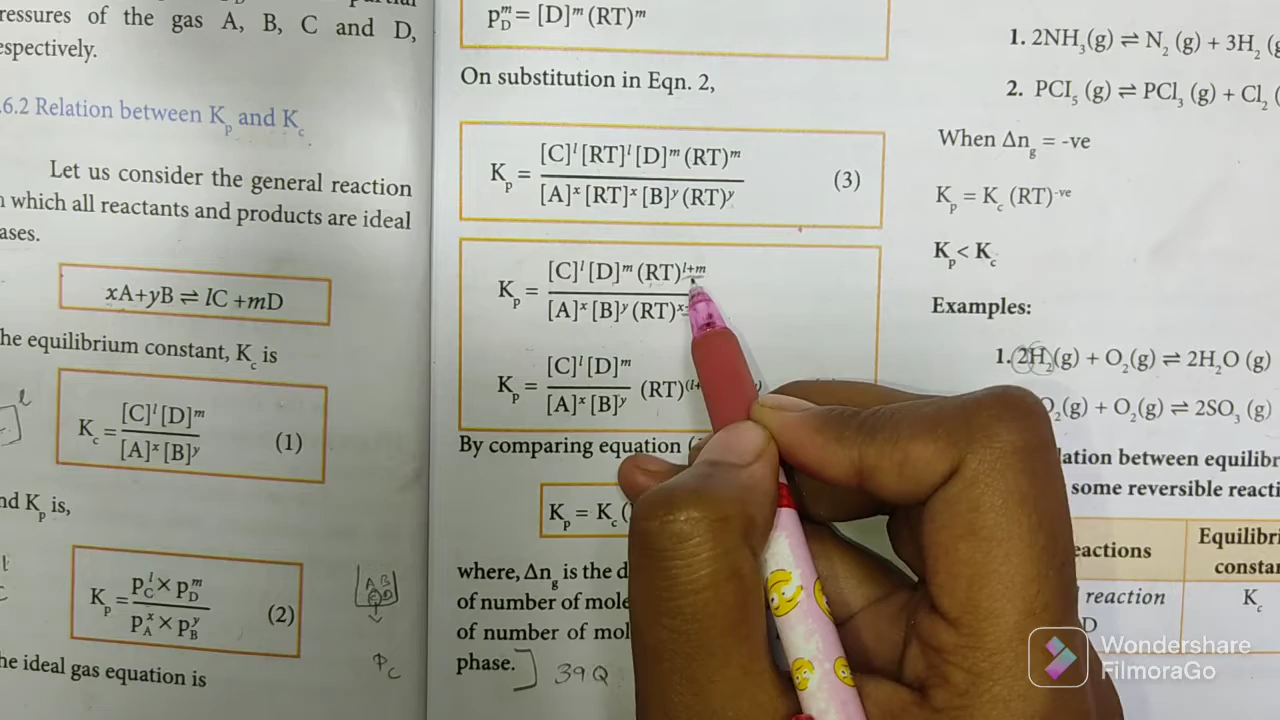 ressures of the gas A, B, C and D,
espectively.
.6.2 Relation between Kp and Kc
Let us consider the general reaction
which all reactants and products are ideal
ases.
xA+yB ⇌ lC +mD
he equilibrium constant, Kc is
Kc = [C]^l [D]^m / [A]^x [B]^y (1)
nd Kp is,
Kp = p_C^l × p_D^m / p_A^x × p_B^y (2)
A B
C D
PC
he ideal gas equation is
p_D^m = [D]^m (RT)^m
On substitution in Eqn. 2,
Kp = [C]^l [RT]^l [D]^m (RT)^m / [A]^x [RT]^x [B]^y (RT)^y (3)
Kp = [C]^l [D]^m (RT)^l+m / [A]^x [B]^y (RT)^x
Kp = [C]^l [D]^m / [A]^x [B]^y (RT)^(l+
By comparing equation (
Kp = Kc (
where, Δng is the d
of number of mole
of number of mol
phase. ] 39Q
1. 2NH₃(g) ⇌ N₂ (g) + 3H₂ (g
2. PCl₅ (g) ⇌ PCl₃ (g) + Cl₂ (
When Δng = -ve
Kp = Kc (RT)^-ve
Kp < Kc
Examples:
1. 2H₂(g) + O₂(g) ⇌ 2H₂O (g)
O₂(g) + O₂(g) ⇌ 2SO₃ (g)
lation between equilibr
some reversible reacti
eactions
Equilibri
consta
reaction
Kc
D
Wondershare
FilmoraGo